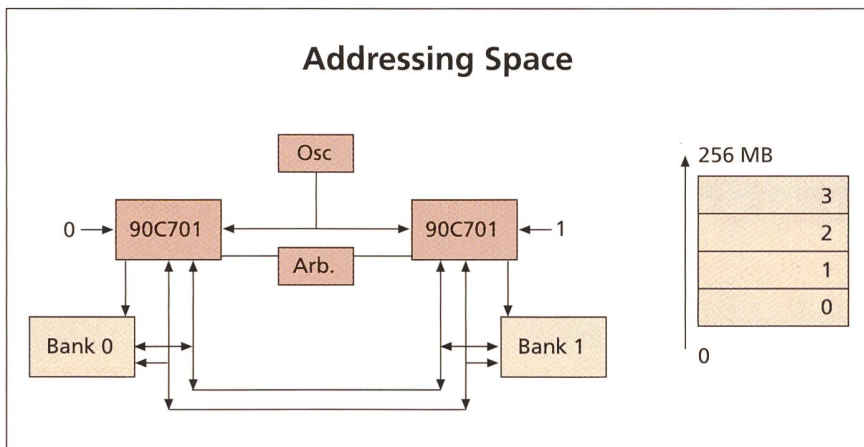 Addressing Space
Osc
256 MB
0
90C701
90C701
1
Arb.
3
2
1
0
Bank 0
Bank 1
0